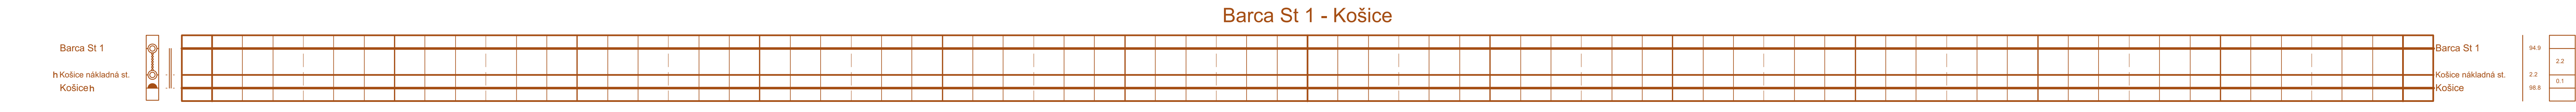 Barca St 1 - Košice
Barca St 1
h Košice nákladná st.
Košice h
Barca St 1
Košice nákladná st.
Košice
94.9
2.2
98.8
2.2
0.1